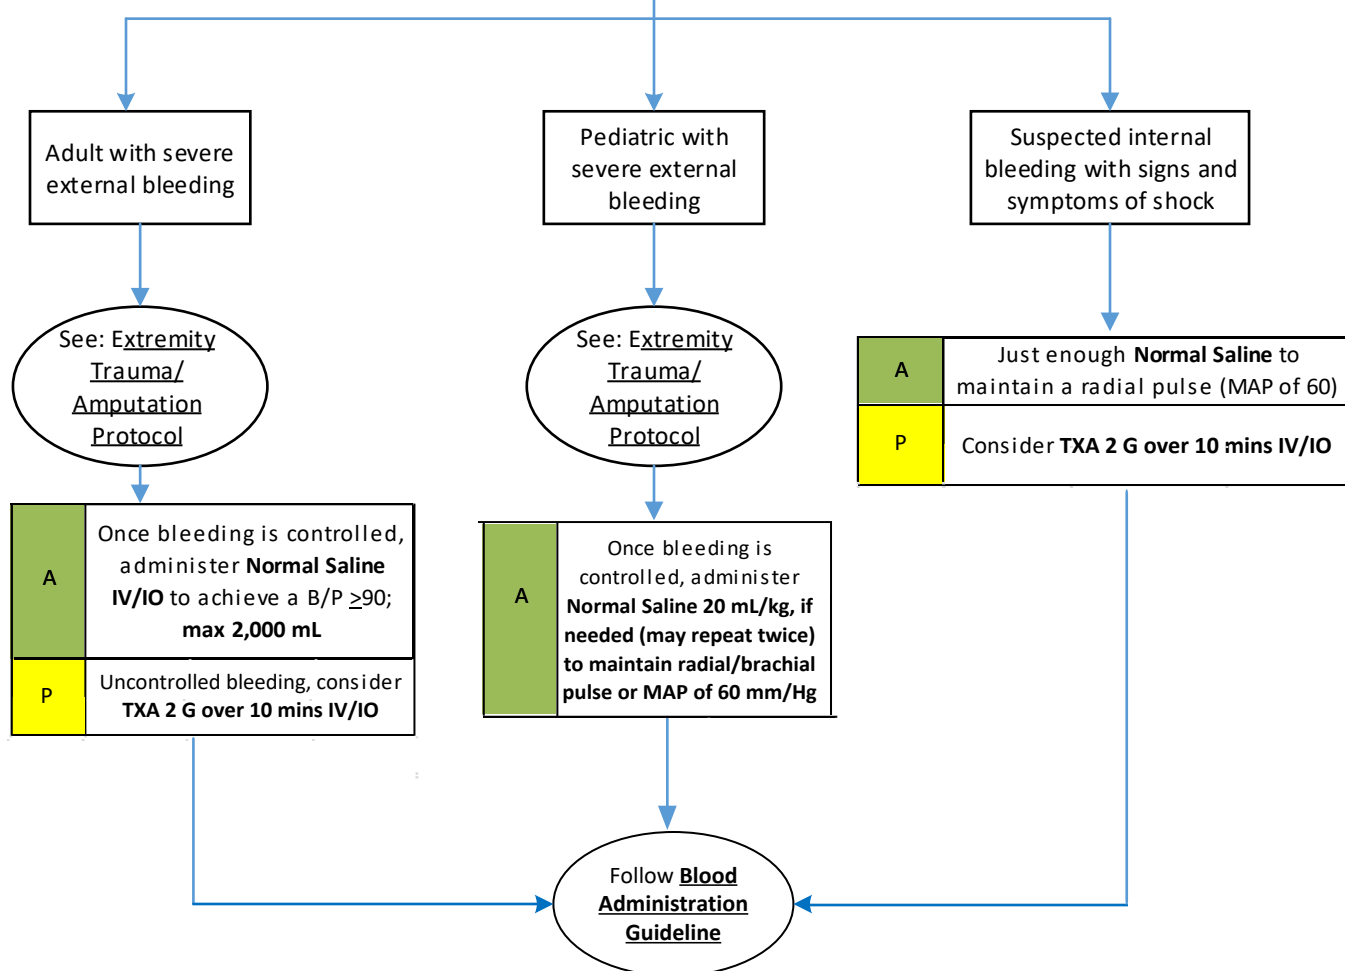 Adult with severe
external bleeding
Pediatric with
severe external
bleeding
Suspected internal
bleeding with signs and
symptoms of shock
See: Extremity
Trauma/
Amputation
Protocol
See: Extremity
Trauma/
Amputation
Protocol
A
Just enough Normal Saline to
maintain a radial pulse (MAP of 60)
P
Consider TXA 2 G over 10 mins IV/IO
A
Once bleeding is controlled,
administer Normal Saline
IV/IO to achieve a B/P ≥90;
max 2,000 mL
P
Uncontrolled bleeding, consider
TXA 2 G over 10 mins IV/IO
A
Once bleeding is
controlled, administer
Normal Saline 20 mL/kg, if
needed (may repeat twice)
to maintain radial/brachial
pulse or MAP of 60 mm/Hg
Follow Blood
Administration
Guideline